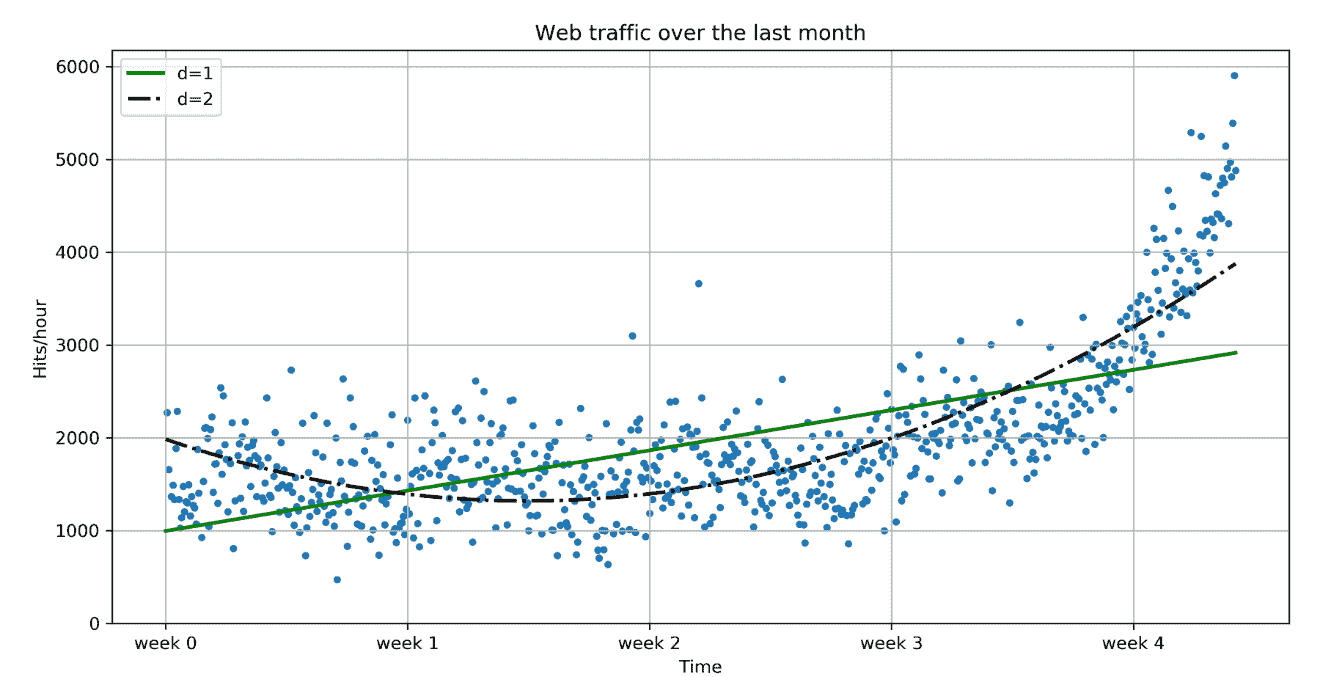 Web traffic over the last month
d=1
d=2
6000
5000
4000
3000
2000
1000
0
Hits/hour
week 0 week 1 week 2 week 3 week 4
Time